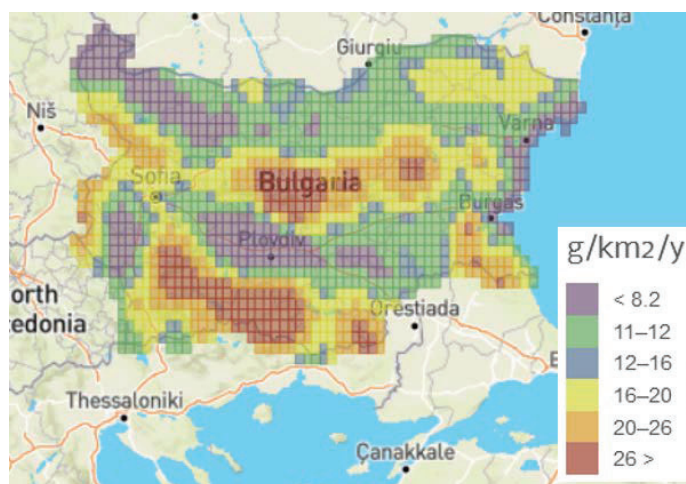 Constanța
Giurgiu
Niš
Varna
Sofia
Bulgaria
Burgas
Plovdiv
g/km2/y
< 8.2
orth
cedonia
Orestiada
11–12
12–16
16–20
Thessaloniki
20–26
Çanakkale
26 >